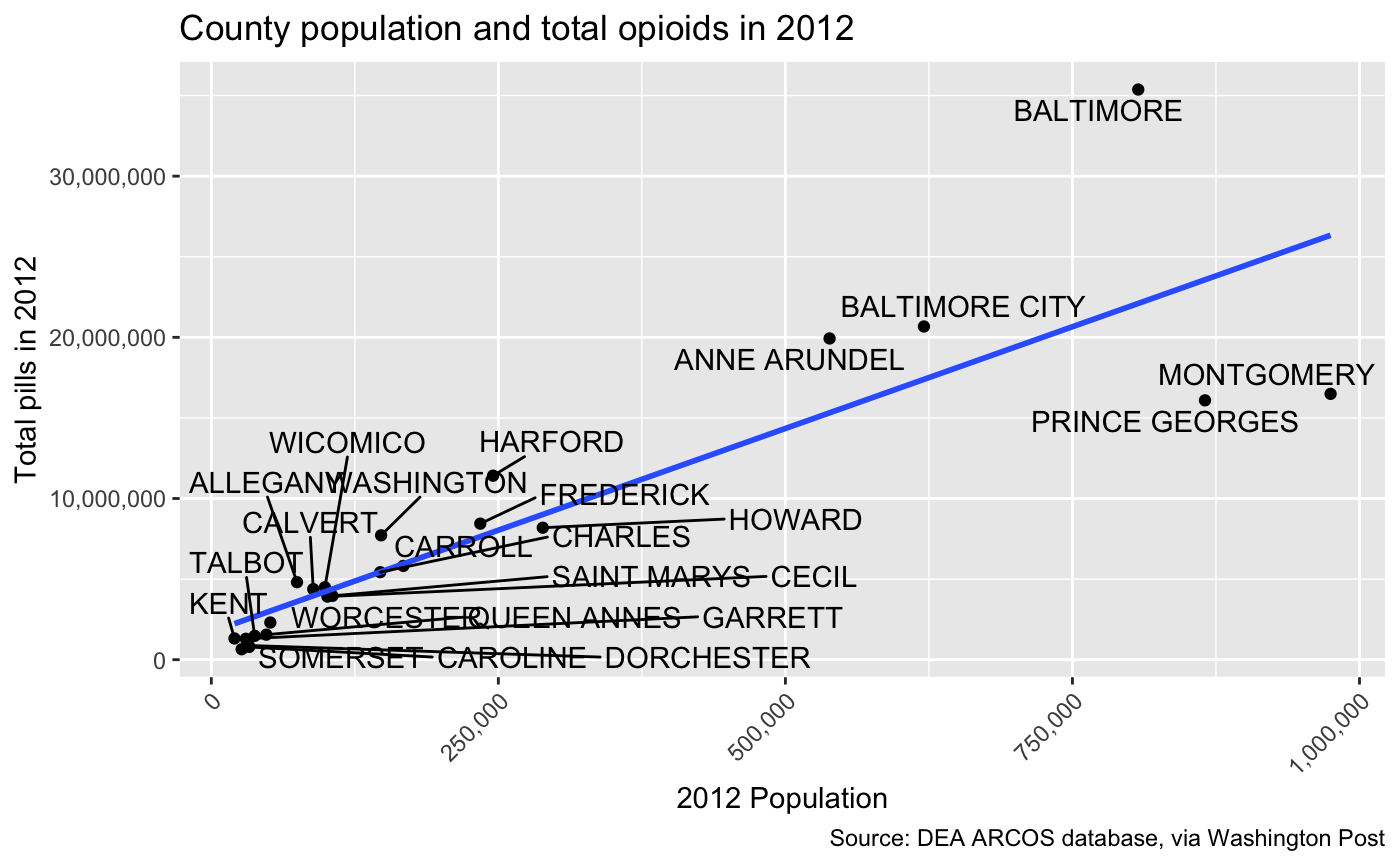 County population and total opioids in 2012
BALTIMORE
30,000,000
BALTIMORE CITY
20,000,000
ANNE ARUNDEL
MONTGOMERY
PRINCE GEORGES
WICOMICO
HARFORD
ALLEGANY
WASHINGTON
10,000,000
FREDERICK
CALVERT
HOWARD
CARROLL
CHARLES
TALBOT
SAINT MARYS
CECIL
KENT
WORCESTER
QUEEN ANNES
GARRETT
0
SOMERSET
CAROLINE
DORCHESTER
Total pills in 2012
0
250,000
500,000
750,000
1,000,000
2012 Population
Source: DEA ARCOS database, via Washington Post